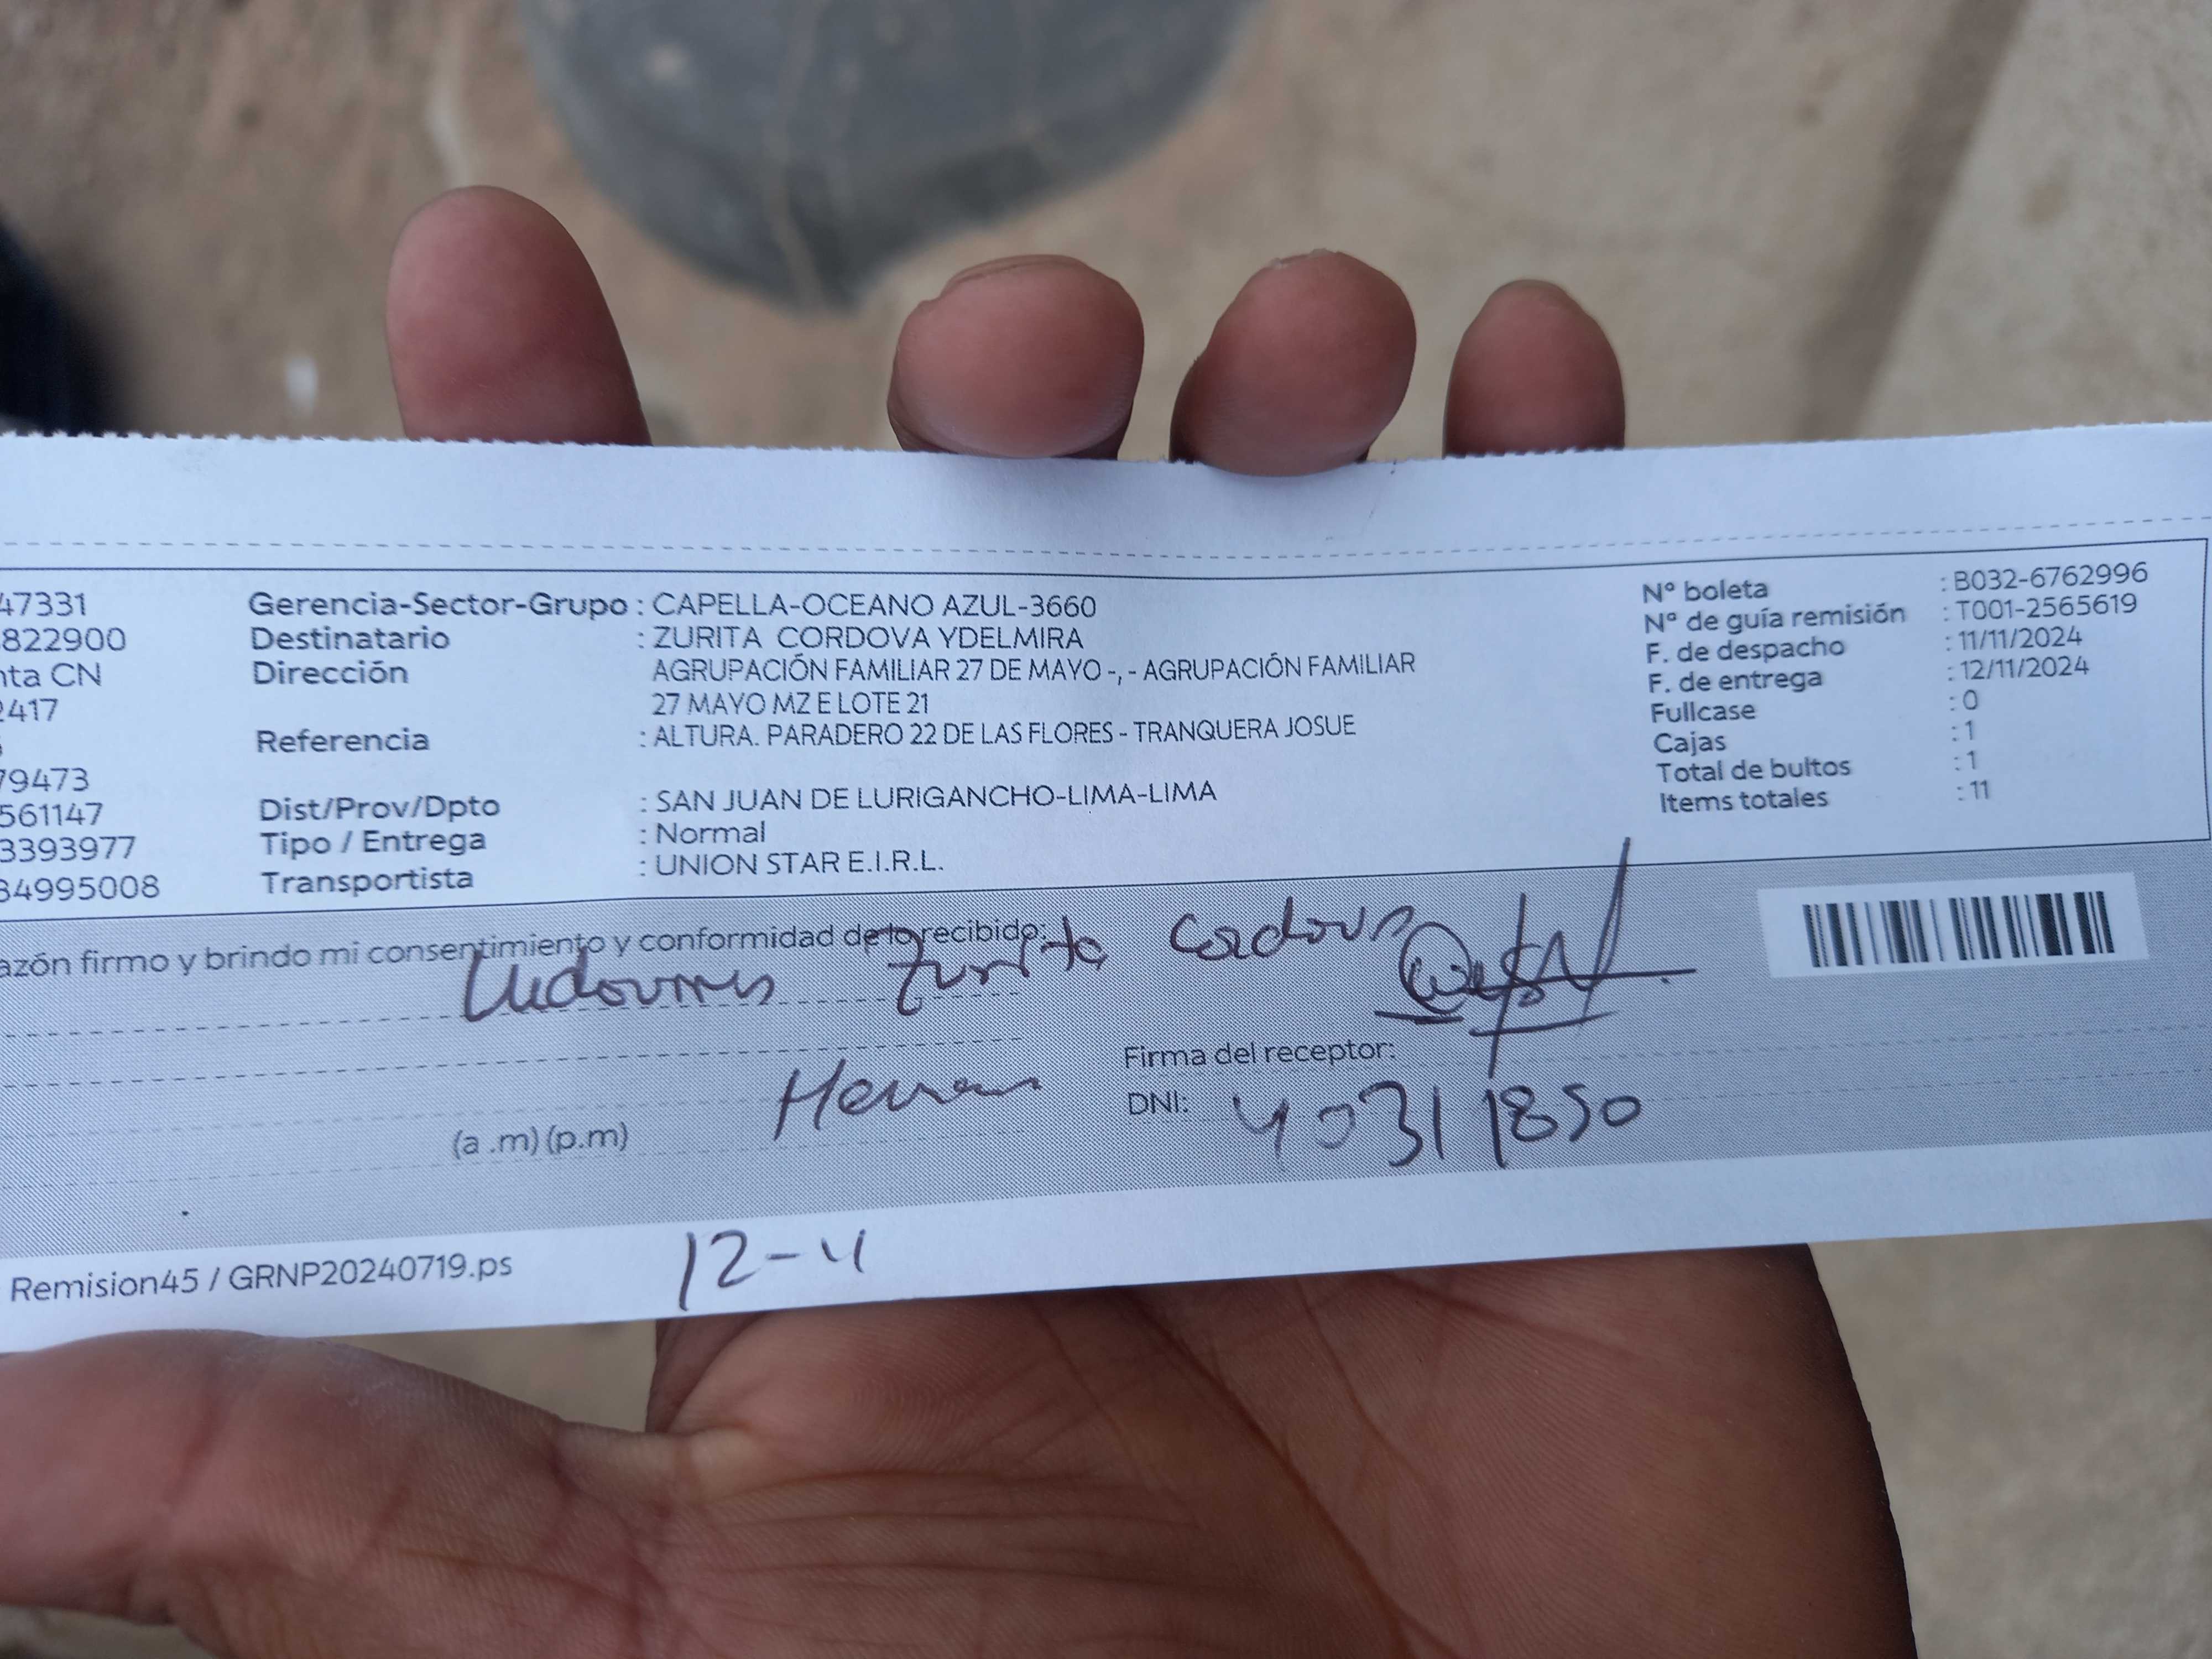 47331
822900
nta CN
2417
79473
561147
3393977
34995008
Gerencia-Sector-Grupo : CAPELLA-OCEANO AZUL-3660
Destinatario : ZURITA CORDOVA YDELMIRA
Dirección AGRUPACIÓN FAMILIAR 27 DE MAYO -, - AGRUPACIÓN FAMILIAR
27 MAYO MZ E LOTE 21
Referencia : ALTURA. PARADERO 22 DE LAS FLORES - TRANQUERA JOSUE
Dist/Prov/Dpto : SAN JUAN DE LURIGANCHO-LIMA-LIMA
Tipo / Entrega : Normal
Transportista : UNION STAR E.I.R.L.
Nº boleta : B032-6762996
Nº de guía remisión : T001-2565619
F. de despacho : 11/11/2024
F. de entrega : 12/11/2024
Fullcase : 0
Cajas : 1
Total de bultos : 1
Items totales : 11
azón firmo y brindo mi consentimiento y conformidad de lo recibido:
Zurita Cordova
Firma del receptor:
DNI: 40311850
(a .m) (p.m)
Remision45 / GRNP20240719.ps
12-4